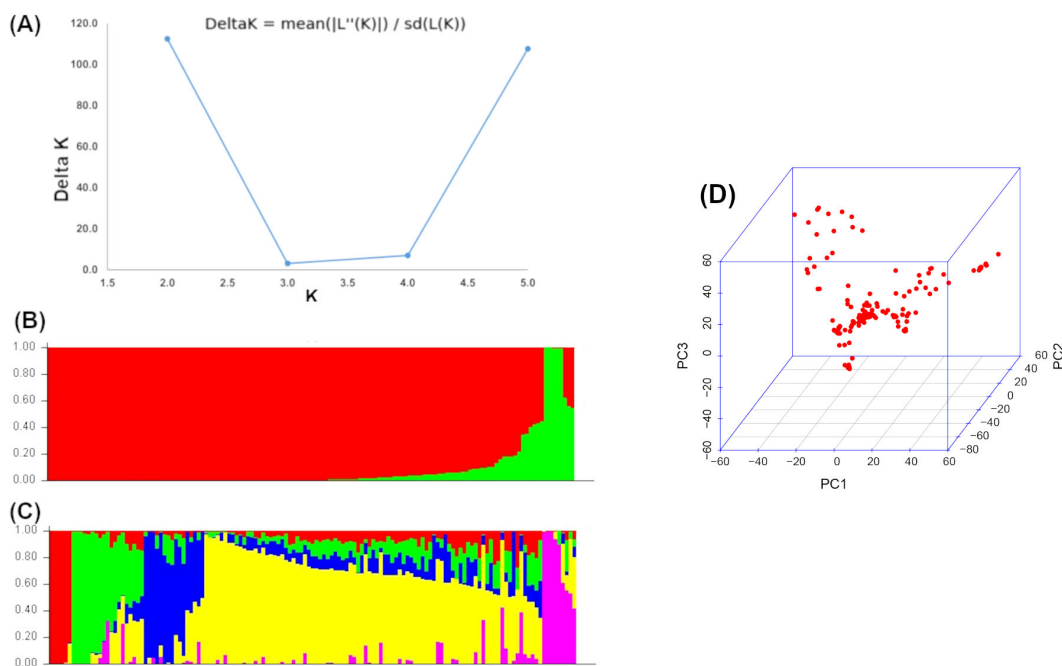 (A)
DeltaK = mean(|L''(K)|) / sd(L(K))
120.0
100.0
80.0
60.0
40.0
20.0
0.0
Delta K
1.5 2.0 2.5 3.0 3.5 4.0 4.5 5.0
K
(B)
1.00
0.80
0.60
0.40
0.20
0.00
(C)
1.00
0.80
0.60
0.40
0.20
0.00
(D)
60
40
20
0
−20
−40
−60
PC3
−60 −40 −20 0 20 40 60
PC1
60
40
20
0
−20
−40
−60
−80
PC2